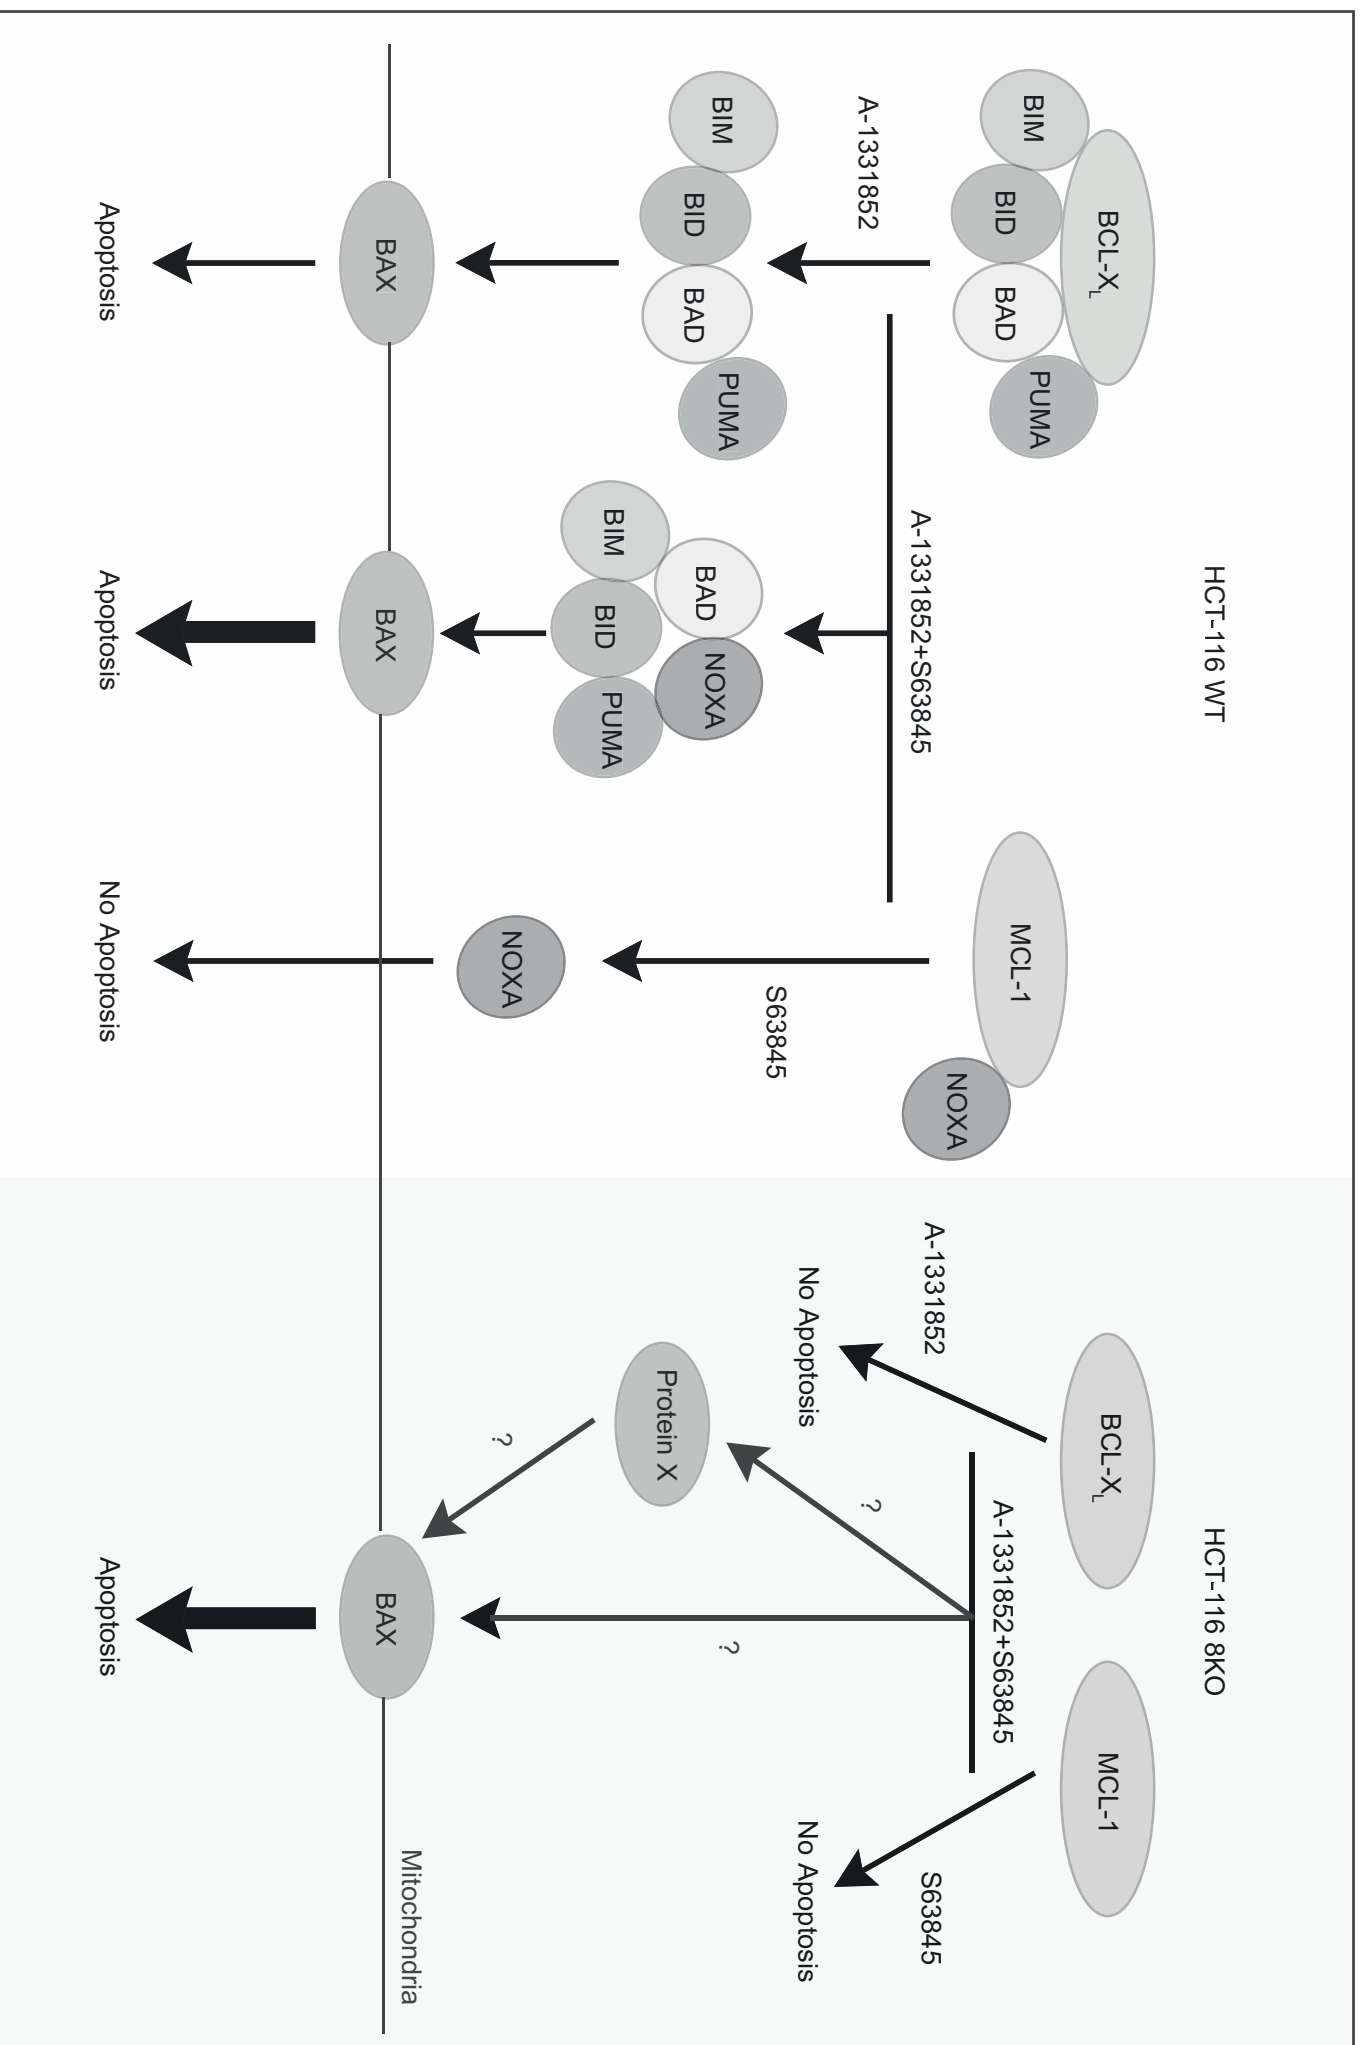 HCT-116 WT
BCL-XL
BIM
BID
BAD
PUMA
MCL-1
NOXA
A-1331852+S63845
A-1331852
S63845
BIM
BID
BAD
PUMA
BAD
NOXA
BIM
BID
PUMA
NOXA
BAX
BAX
Apoptosis
Apoptosis
No Apoptosis
HCT-116 8KO
BCL-XL
MCL-1
A-1331852+S63845
A-1331852
S63845
No Apoptosis
No Apoptosis
?
?
Protein X
?
Mitochondria
BAX
Apoptosis